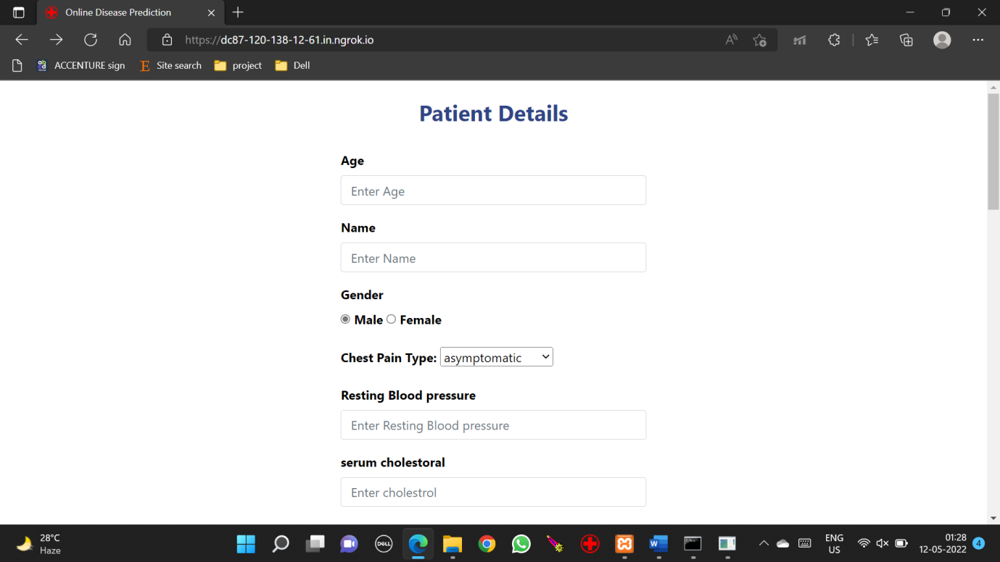 Online Disease Prediction
https://dc87-120-138-12-61.in.ngrok.io
ACCENTURE sign Site search project Dell
Patient Details
Age
Enter Age
Name
Enter Name
Gender
Male Female
Chest Pain Type: asymptomatic
Resting Blood pressure
Enter Resting Blood pressure
serum cholestoral
Enter cholestrol
28°C
Haze
DELL
ENG
US
01:28
12-05-2022
4